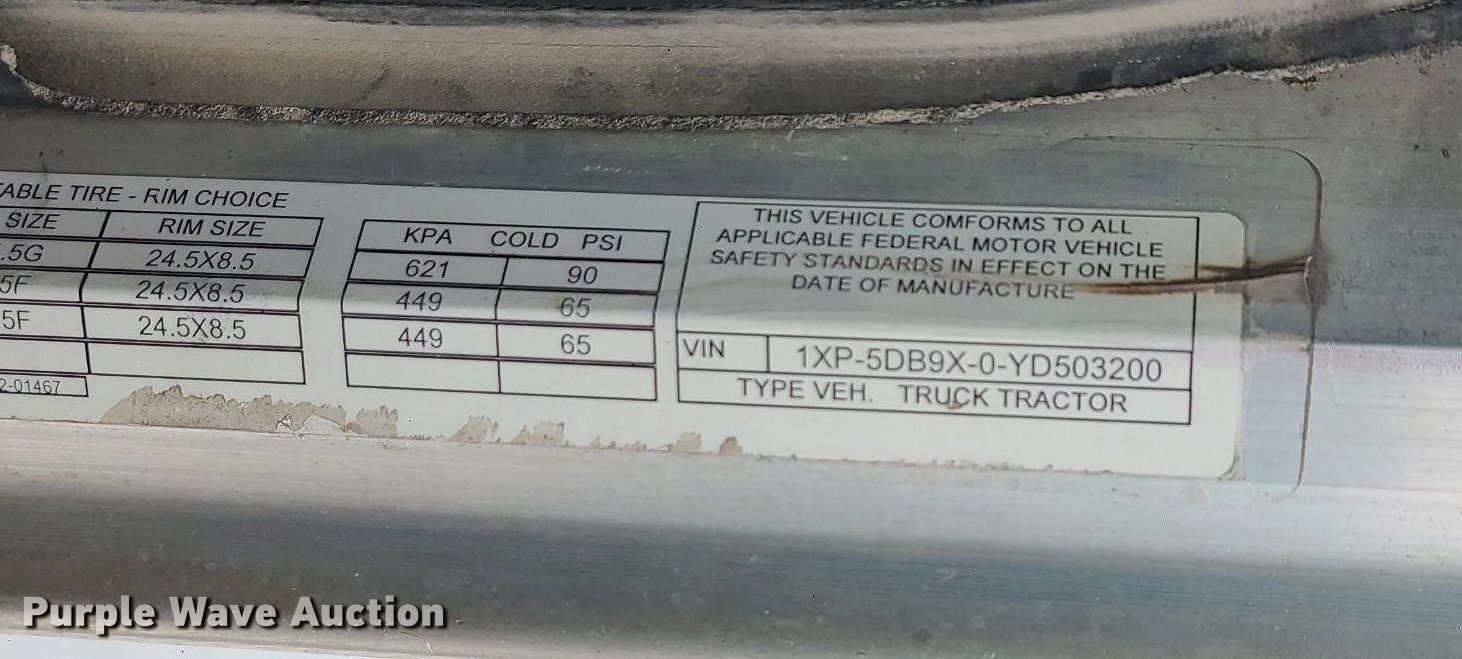 ABLE TIRE - RIM CHOICE
SIZE RIM SIZE
.5G 24.5X8.5
5F 24.5X8.5
5F 24.5X8.5
2-01467
KPA COLD PSI
621 90
449 65
449 65
THIS VEHICLE COMFORMS TO ALL
APPLICABLE FEDERAL MOTOR VEHICLE
SAFETY STANDARDS IN EFFECT ON THE
DATE OF MANUFACTURE
VIN 1XP-5DB9X-0-YD503200
TYPE VEH. TRUCK TRACTOR
Purple Wave Auction